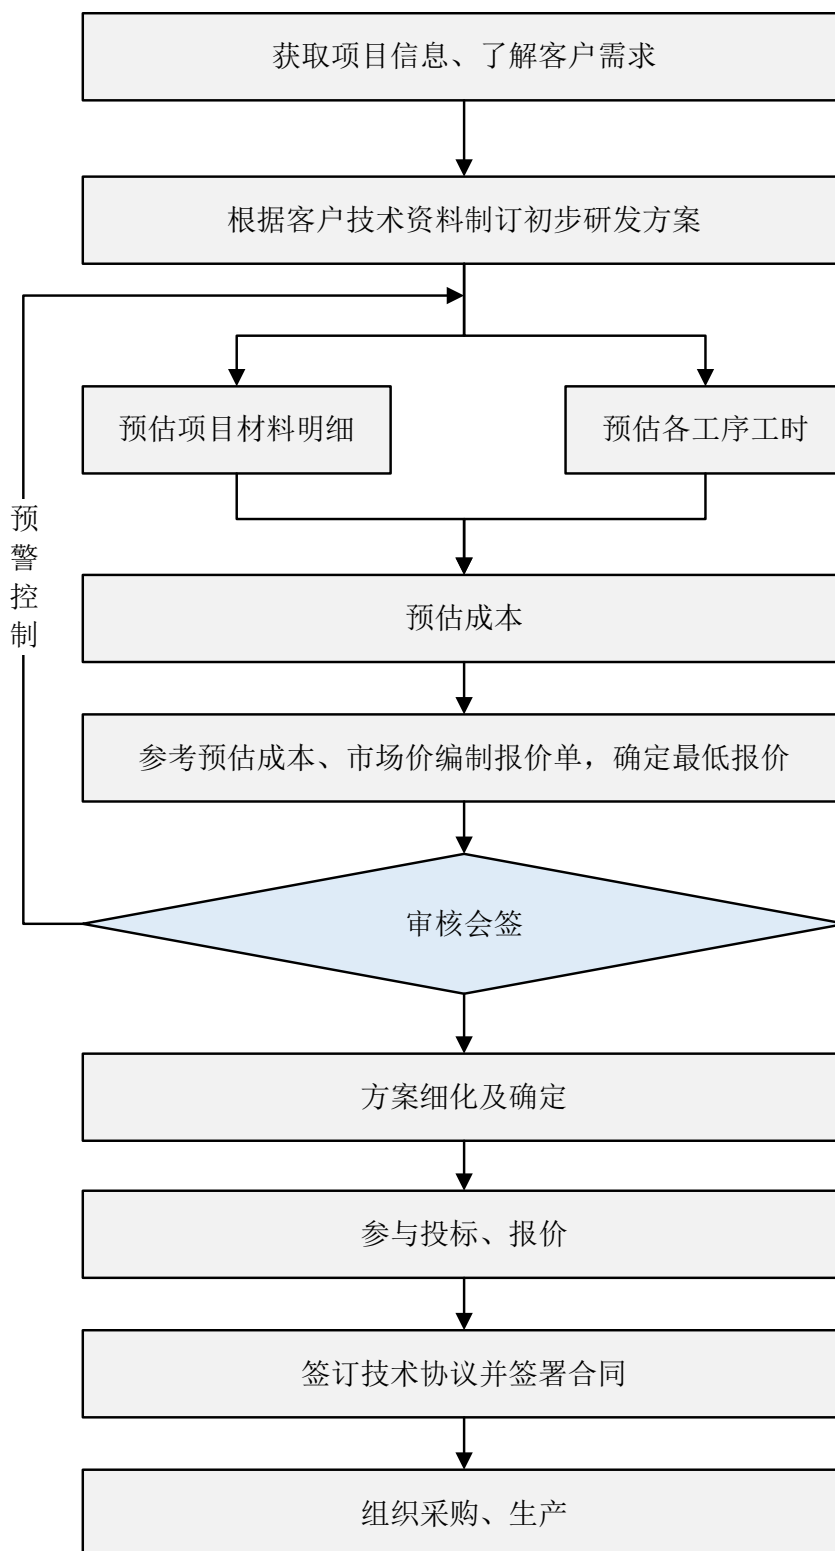 获取项目信息、了解客户需求
根据客户技术资料制订初步研发方案
预估项目材料明细
预估各工序工时
预警控制
预估成本
参考预估成本、市场价编制报价单，确定最低报价
审核会签
方案细化及确定
参与投标、报价
签订技术协议并签署合同
组织采购、生产